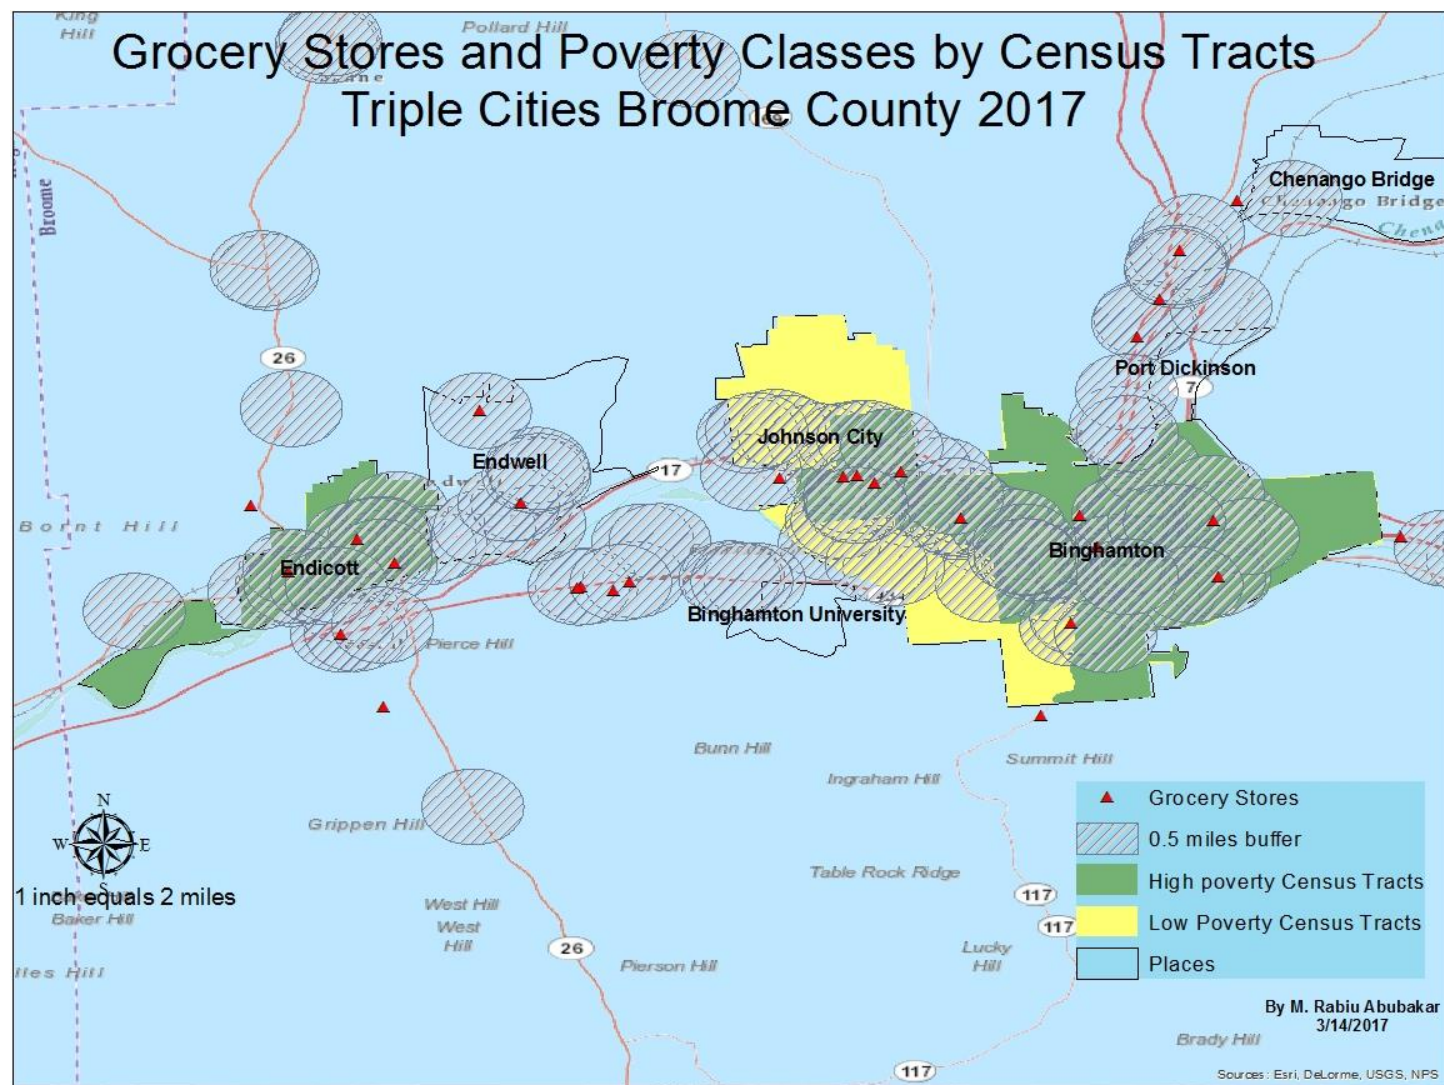 King
Hill
Pollard Hill
Grocery Stores and Poverty Classes by Census Tracts
Triple Cities Broome County 2017
Broome
Chenango Bridge
Chenango Bridge
26
Port Dickinson
7
Johnson City
Endwell
17
Bornt Hill
Endicott
Binghamton
Binghamton University
Pierce Hill
Bunn Hill
Ingraham Hill
Summit Hill
Grippen Hill
N
W E
S
1 inch equals 2 miles
Baker Hill
Table Rock Ridge
117
117
West Hill
West
Hill
26
Pierson Hill
Lucky
Hill
Grocery Stores
0.5 miles buffer
High poverty Census Tracts
Low Poverty Census Tracts
Places
By M. Rabiu Abubakar
3/14/2017
Brady Hill
117
Sources: Esri, DeLorme, USGS, NPS